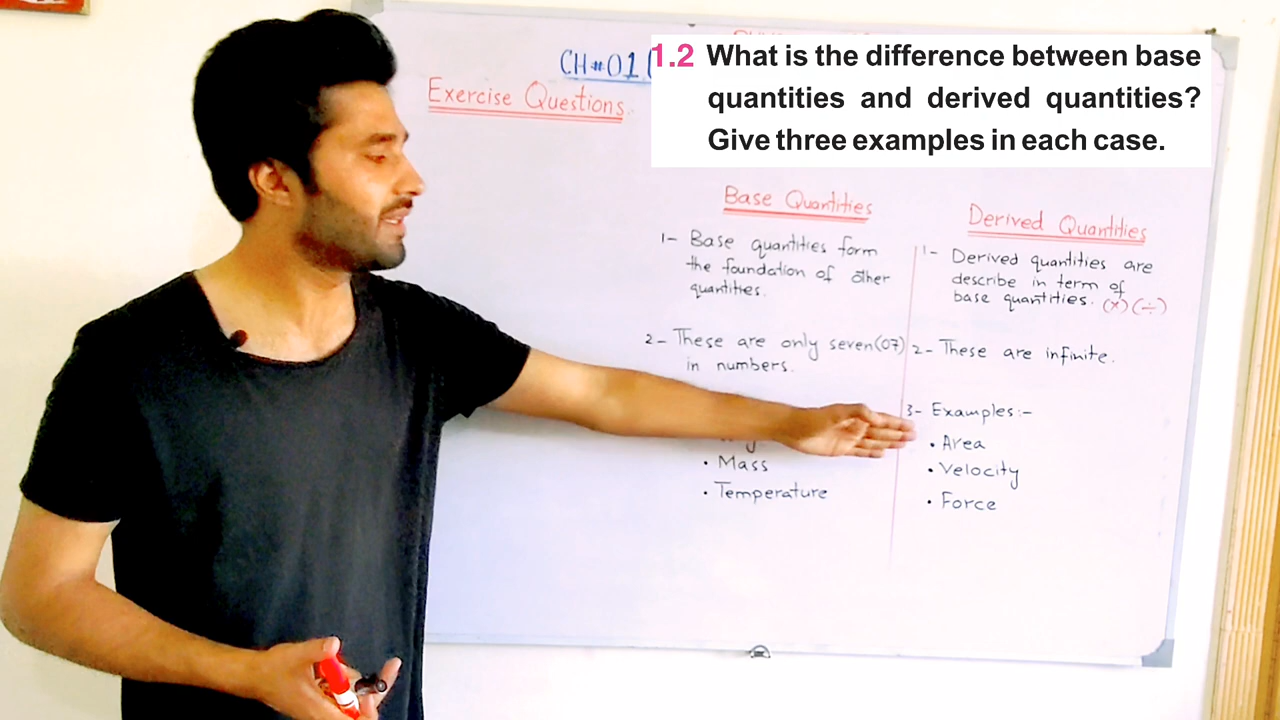 CH#01
Exercise Questions
1.2 What is the difference between base
quantities and derived quantities?
Give three examples in each case.
Base Quantities
1- Base quantities form
the foundation of other
quantities.
2- These are only seven(07)
in numbers.
• Mass
• Temperature
Derived Quantities
1- Derived quantities are
describe in term of
base quantities. (×) (÷)
2- These are infinite.
3- Examples:-
• Area
• Velocity
• Force